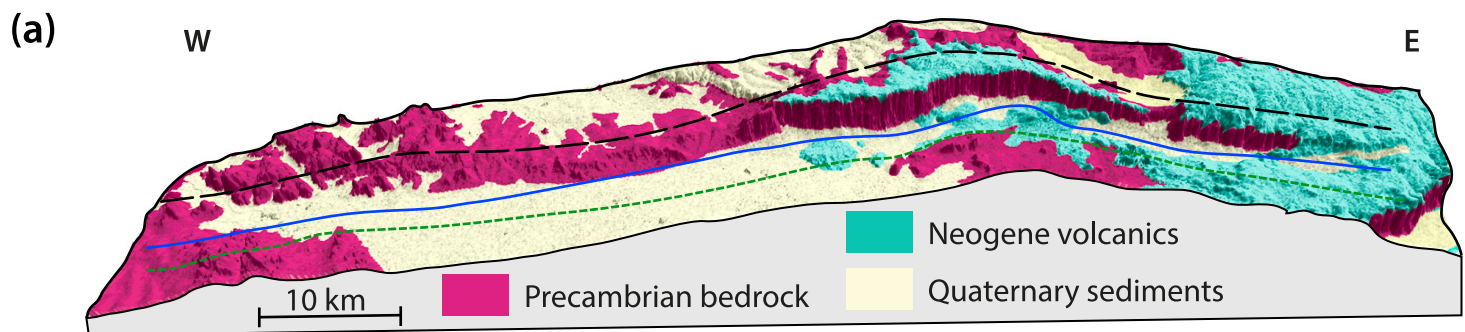 (a)
W
E
Neogene volcanics
Precambrian bedrock
Quaternary sediments
10 km